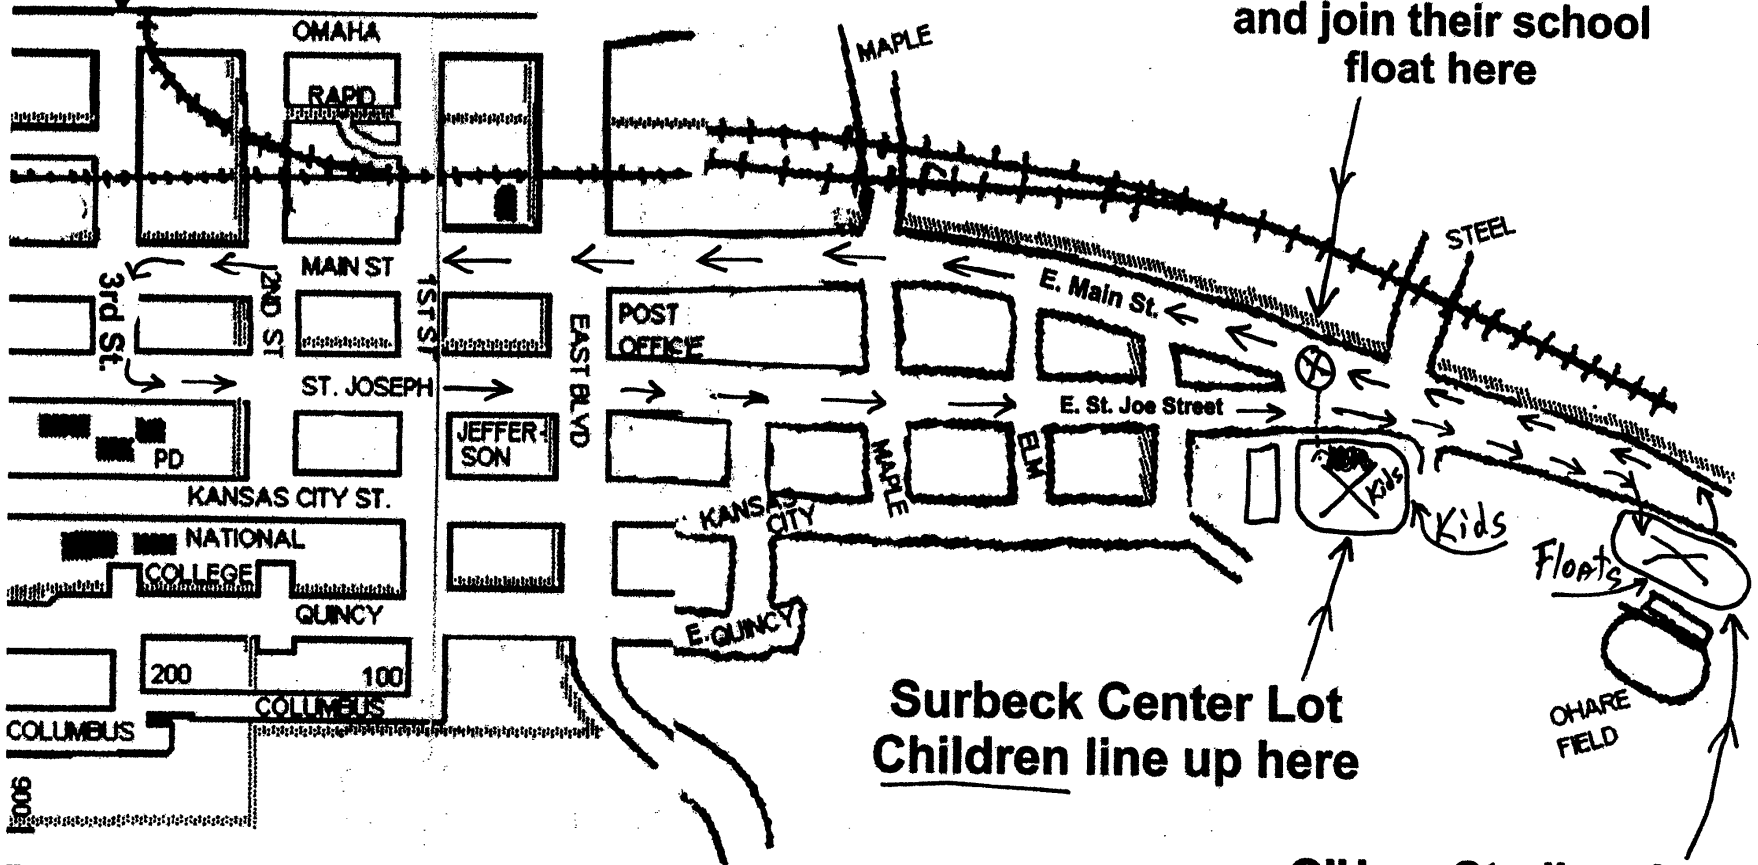 and join their school
float here
OMAHA
MAPLE
RAPID
STEEL
MAIN ST
E. Main St.
3rd St.
2ND ST
1ST ST
EAST BLVD
POST
OFFICE
ST. JOSEPH
E. St. Joe Street
PD
JEFFER-
SON
MAPLE
ELM
Kids
KANSAS CITY ST.
KANSAS
CITY
Kids
NATIONAL
COLLEGE
Floats
QUINCY
E. QUINCY
200
100
COLUMBUS
COLUMBUS
Surbeck Center Lot
Children line up here
OHARE
FIELD
900